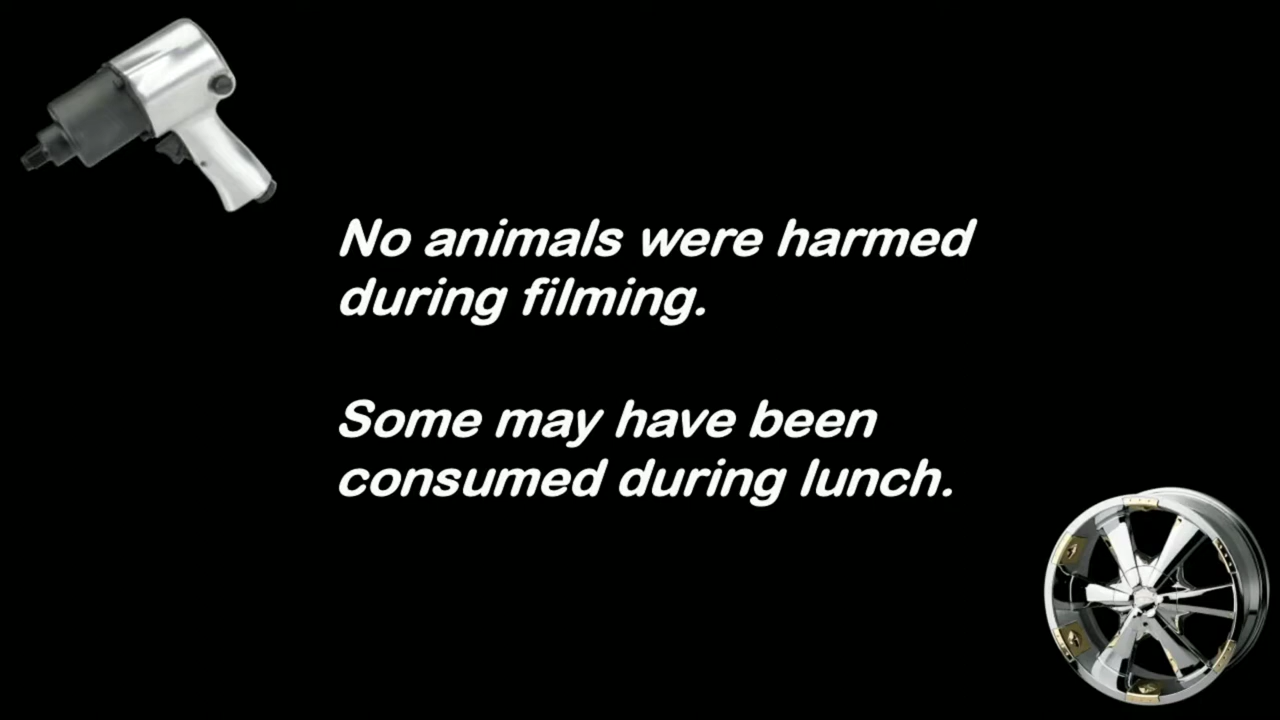 No animals were harmed
during filming.
Some may have been
consumed during lunch.